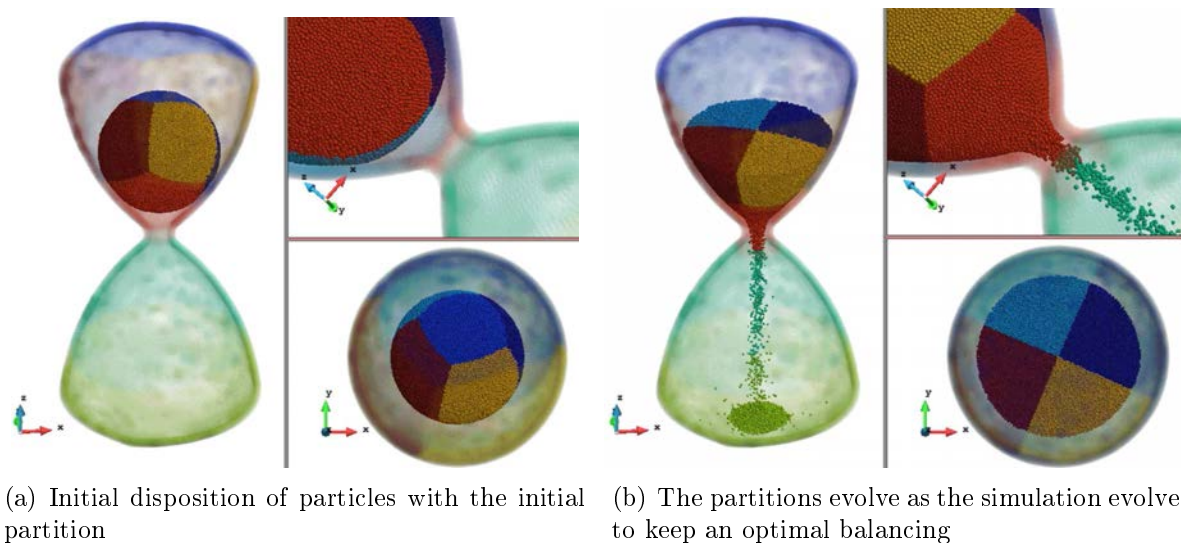 z
x
z
x
y
y
x
z
x
z
x
y
y
x
(a) Initial disposition of particles with the initial
partition
(b) The partitions evolve as the simulation evolve
to keep an optimal balancing